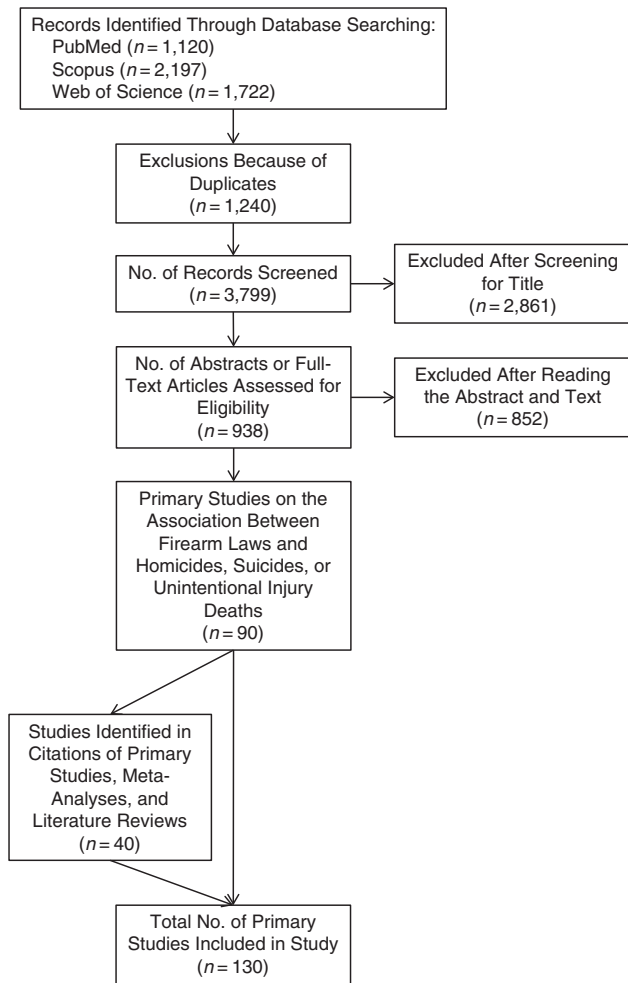 Records Identified Through Database Searching:
PubMed (n=1,120)
Scopus (n=2,197)
Web of Science (n=1,722)
Exclusions Because of
Duplicates
(n=1,240)
No. of Records Screened
(n=3,799)
Excluded After Screening
for Title
(n=2,861)
No. of Abstracts or Full-
Text Articles Assessed for
Eligibility
(n=938)
Excluded After Reading
the Abstract and Text
(n=852)
Primary Studies on the
Association Between
Firearm Laws and
Homicides, Suicides, or
Unintentional Injury
Deaths
(n=90)
Studies Identified in
Citations of Primary
Studies, Meta-
Analyses, and
Literature Reviews
(n=40)
Total No. of Primary
Studies Included in Study
(n=130)